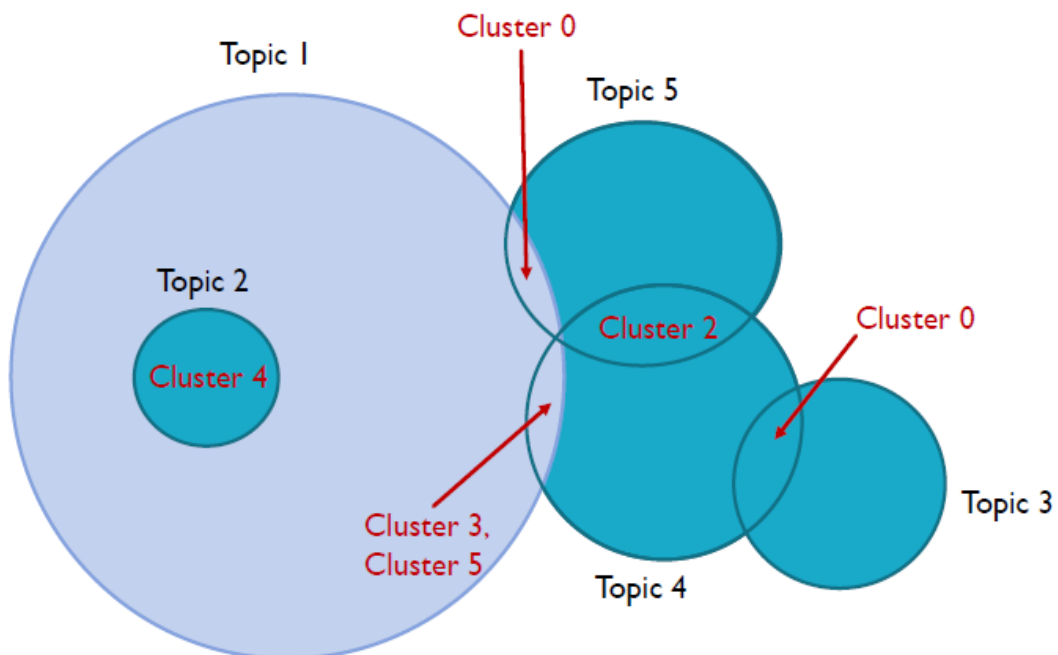 Cluster 0
Topic 1
Topic 5
Topic 2
Cluster 4
Cluster 2
Cluster 0
Cluster 3,
Cluster 5
Topic 3
Topic 4